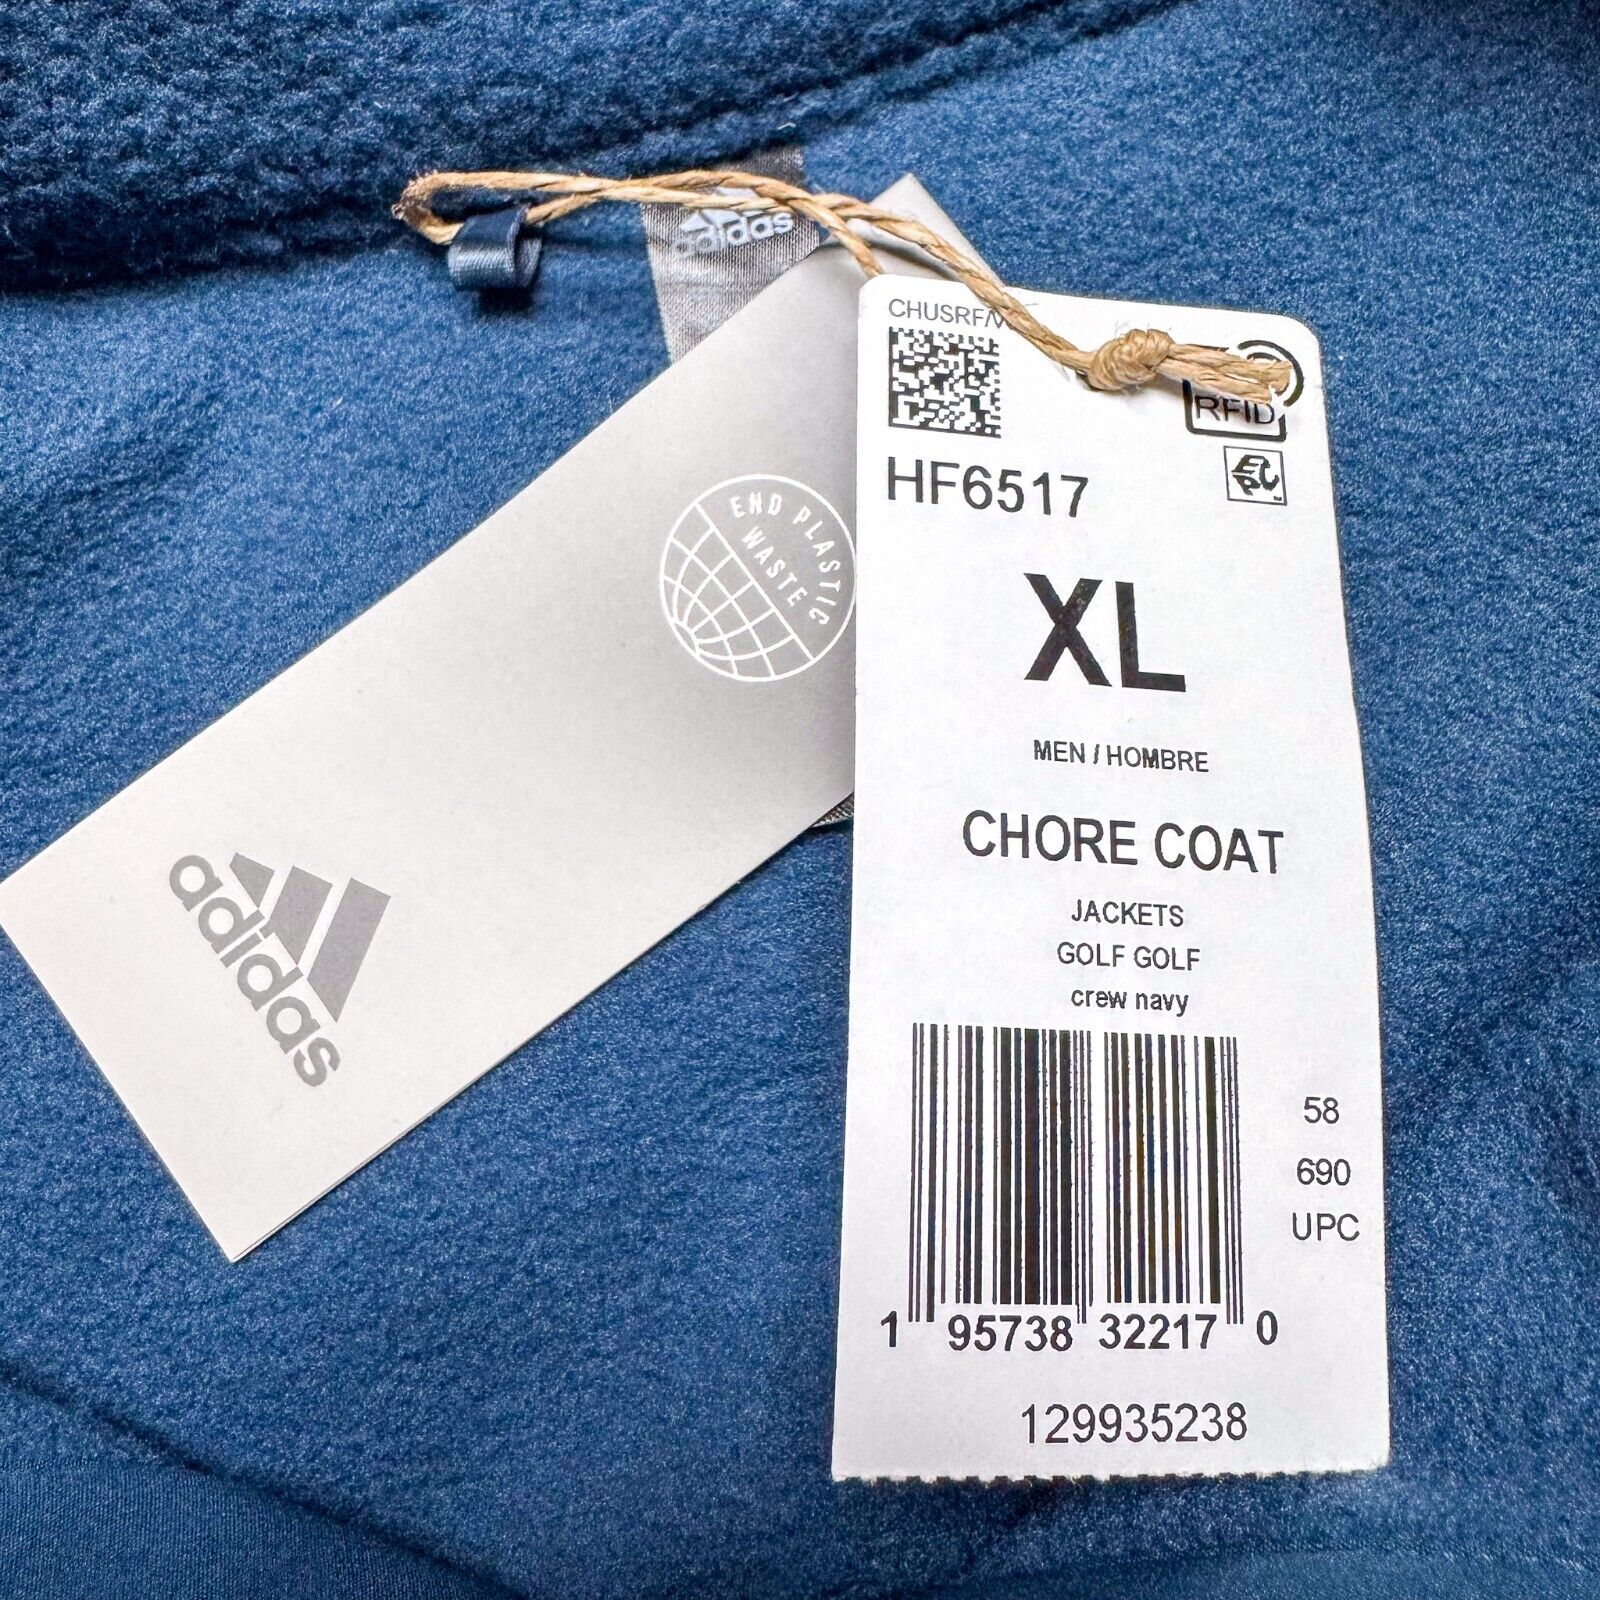 adidas
END PLASTIC
WASTE
adidas
CHUSRF/
RFID
EPC
HF6517
XL
MEN / HOMBRE
CHORE COAT
JACKETS
GOLF GOLF
crew navy
58
690
UPC
1 95738 32217 0
129935238